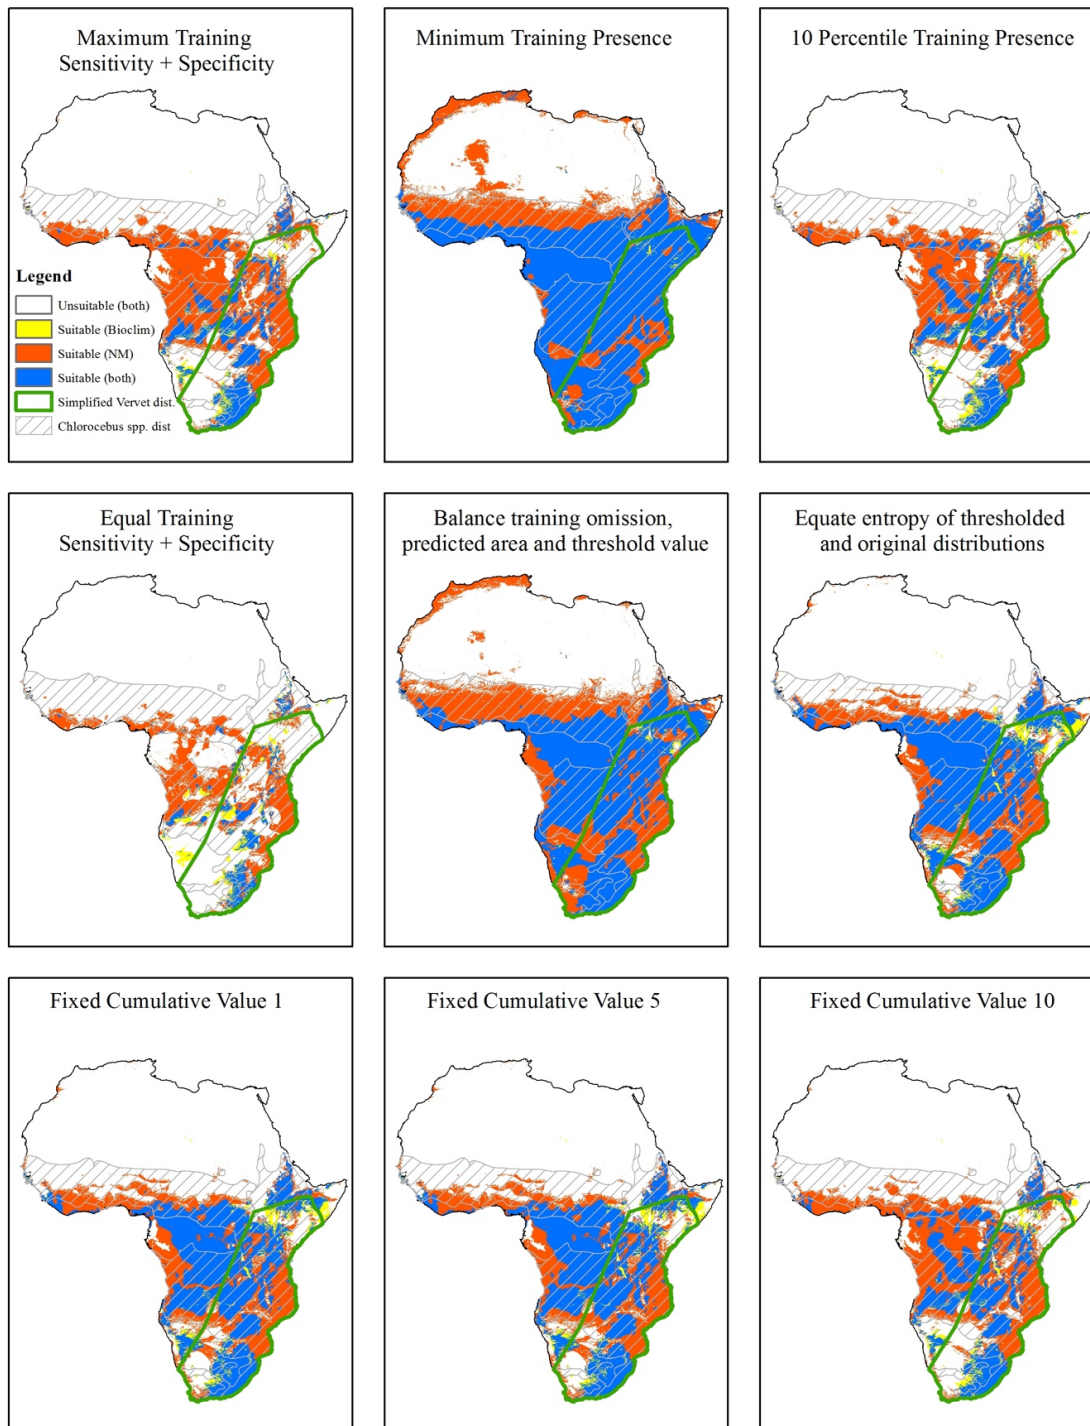 Maximum Training
Sensitivity + Specificity
Minimum Training Presence
10 Percentile Training Presence
Legend
Unsuitable (both)
Suitable (Bioclim)
Suitable (NM)
Suitable (both)
Simplified Vervet dist.
Chlorocebus spp. dist
Equal Training
Sensitivity + Specificity
Balance training omission,
predicted area and threshold value
Equate entropy of thresholded
and original distributions
Fixed Cumulative Value 1
Fixed Cumulative Value 5
Fixed Cumulative Value 10